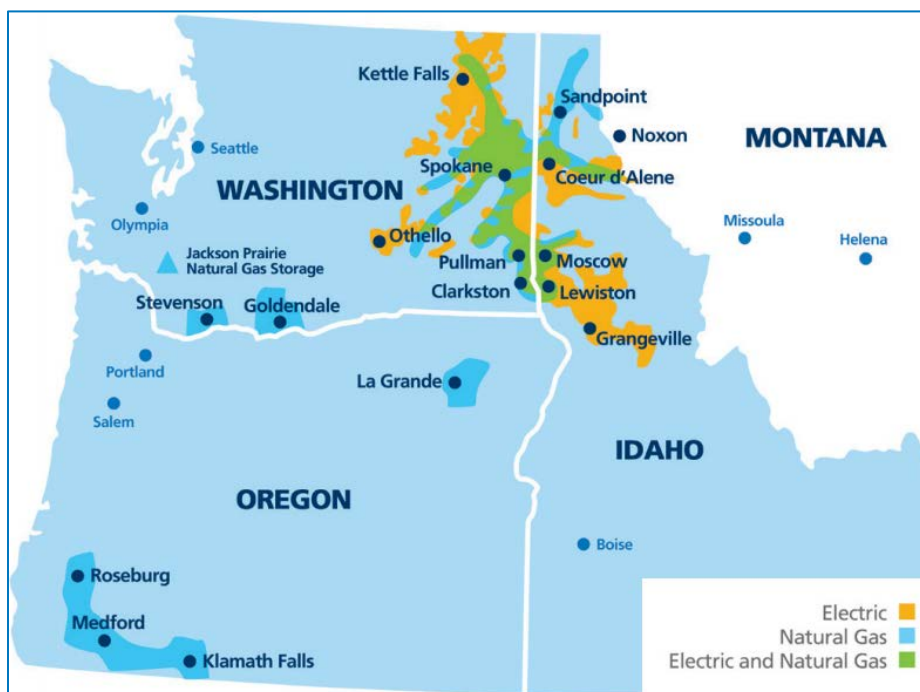 Kettle Falls
Sandpoint
Noxon
MONTANA
Seattle
Spokane
Coeur d'Alene
WASHINGTON
Olympia
Othello
Missoula
Helena
Jackson Prairie
Natural Gas Storage
Pullman
Moscow
Clarkston
Lewiston
Stevenson
Goldendale
Grangeville
Portland
La Grande
Salem
IDAHO
OREGON
Boise
Roseburg
Medford
Klamath Falls
Electric
Natural Gas
Electric and Natural Gas